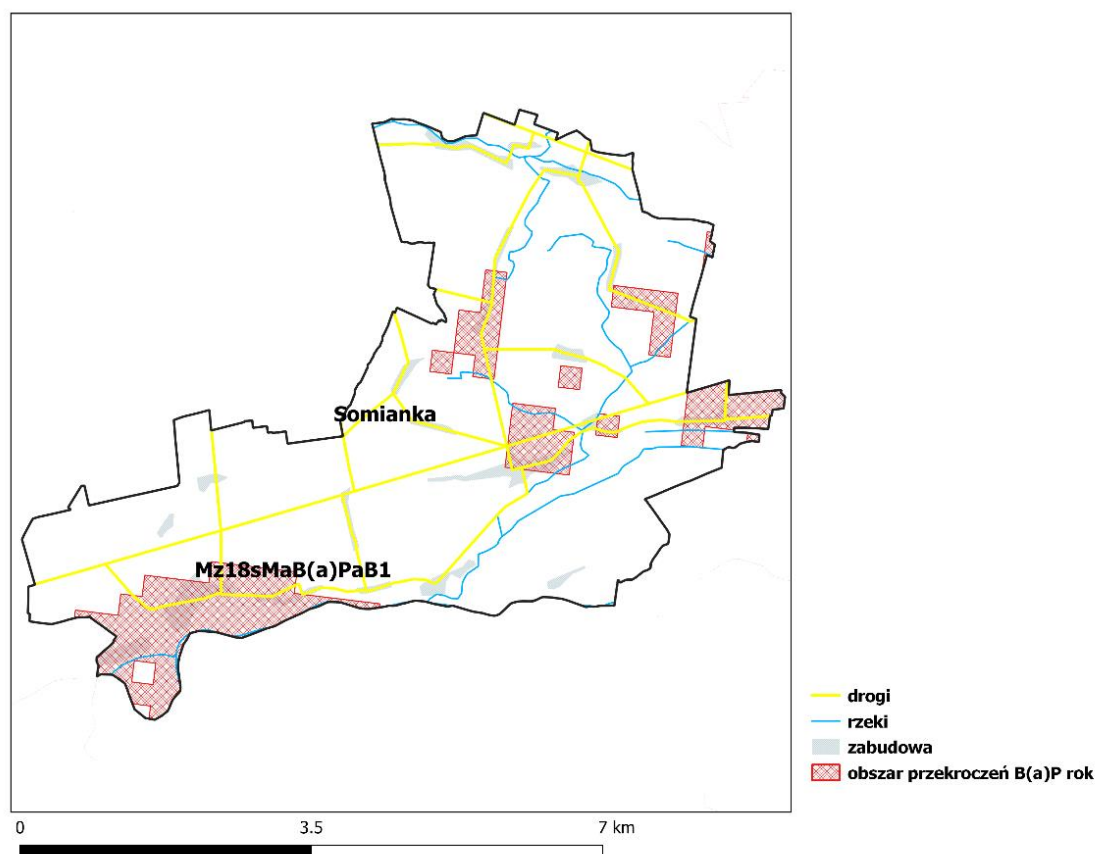 Somianka
Mz18sMaB(a)PaB1
drogi
rzeki
zabudowa
obszar przekroczeń B(a)P rok
0 3.5 7 km